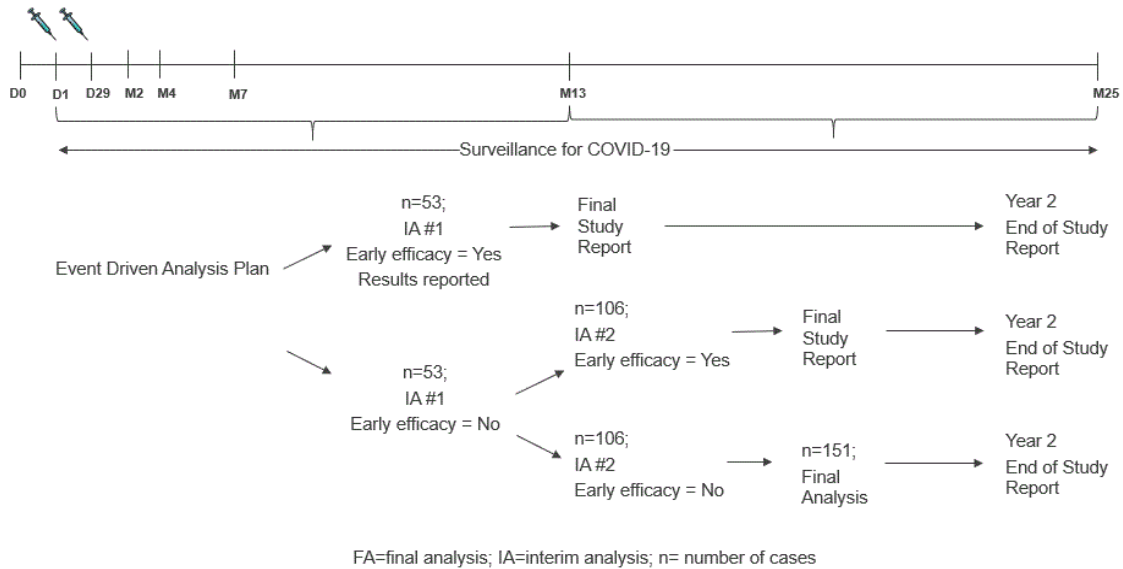 D0 D1 D29 M2 M4 M7 M13 M25
Surveillance for COVID-19
Event Driven Analysis Plan
n=53;
IA #1
Early efficacy = Yes
Results reported
Final
Study
Report
Year 2
End of Study
Report
n=53;
IA #1
Early efficacy = No
n=106;
IA #2
Early efficacy = Yes
Final
Study
Report
Year 2
End of Study
Report
n=106;
IA #2
Early efficacy = No
n=151;
Final
Analysis
Year 2
End of Study
Report
FA=final analysis; IA=interim analysis; n= number of cases